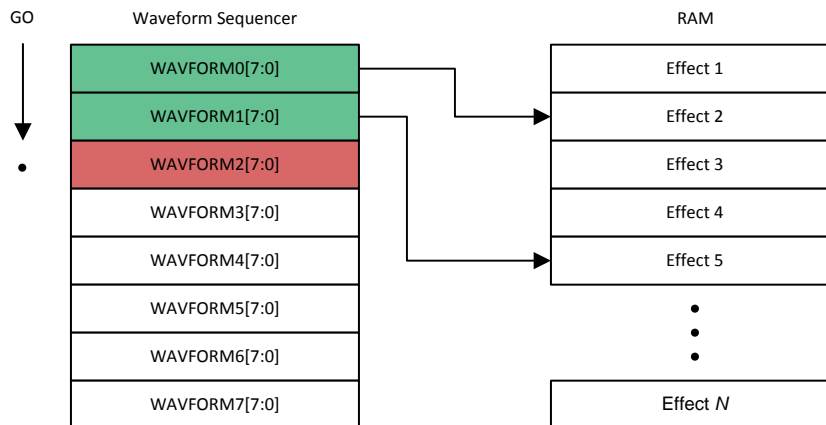 GO
Waveform Sequencer
RAM
WAVFORM0[7:0]
WAVFORM1[7:0]
WAVFORM2[7:0]
WAVFORM3[7:0]
WAVFORM4[7:0]
WAVFORM5[7:0]
WAVFORM6[7:0]
WAVFORM7[7:0]
Effect 1
Effect 2
Effect 3
Effect 4
Effect 5
Effect N